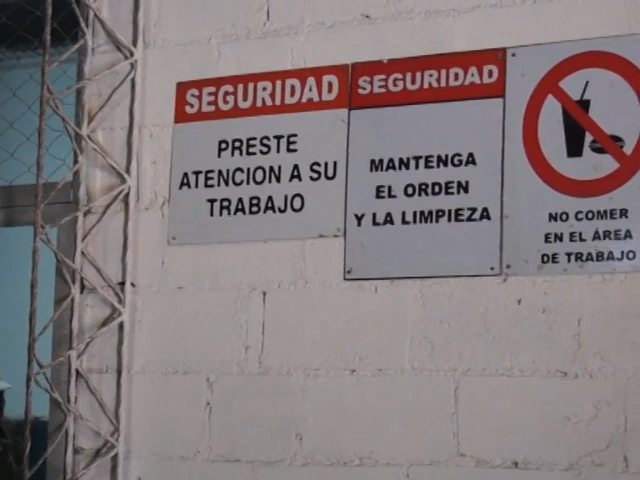 SEGURIDAD
PRESTE
ATENCION A SU
TRABAJO
SEGURIDAD
MANTENGA
EL ORDEN
Y LA LIMPIEZA
NO COMER
EN EL ÁREA
DE TRABAJO